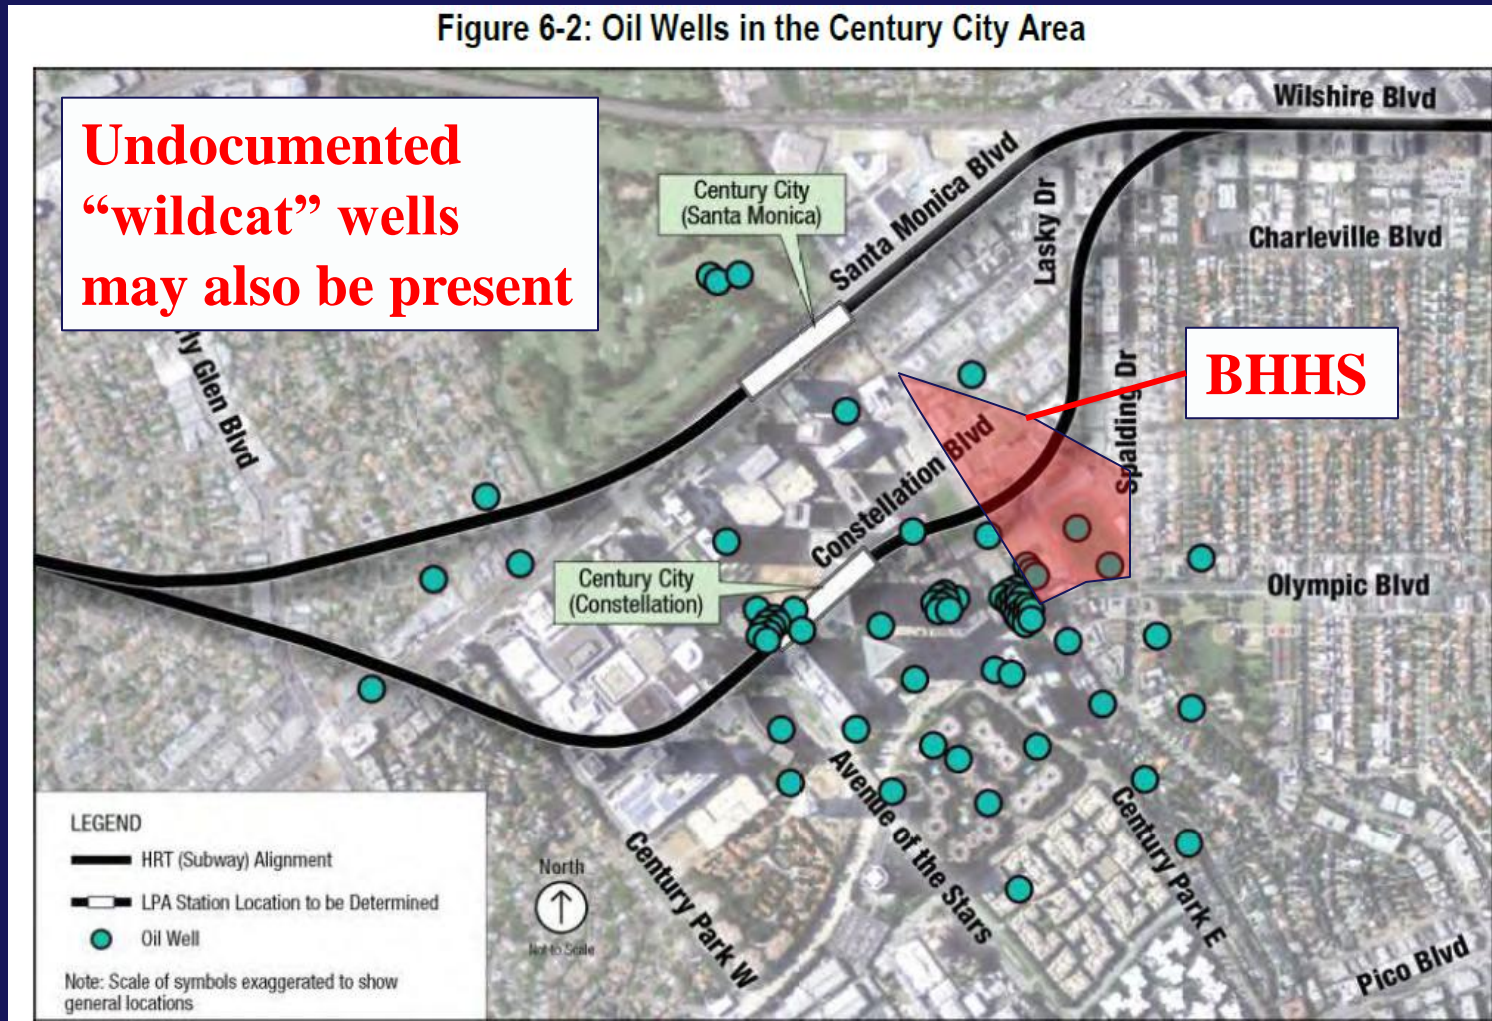 Figure 6-2: Oil Wells in the Century City Area
Undocumented
“wildcat” wells
may also be present
Wilshire Blvd
Century City
(Santa Monica)
Santa Monica Blvd
Lasky Dr
Charleville Blvd
Glen Blvd
BHHS
Spalding Dr
Constellation Blvd
Century City
(Constellation)
Olympic Blvd
Avenue of the Stars
Century Park E
Century Park W
Pico Blvd
LEGEND
HRT (Subway) Alignment
LPA Station Location to be Determined
Oil Well
Note: Scale of symbols exaggerated to show
general locations
North
Not to Scale